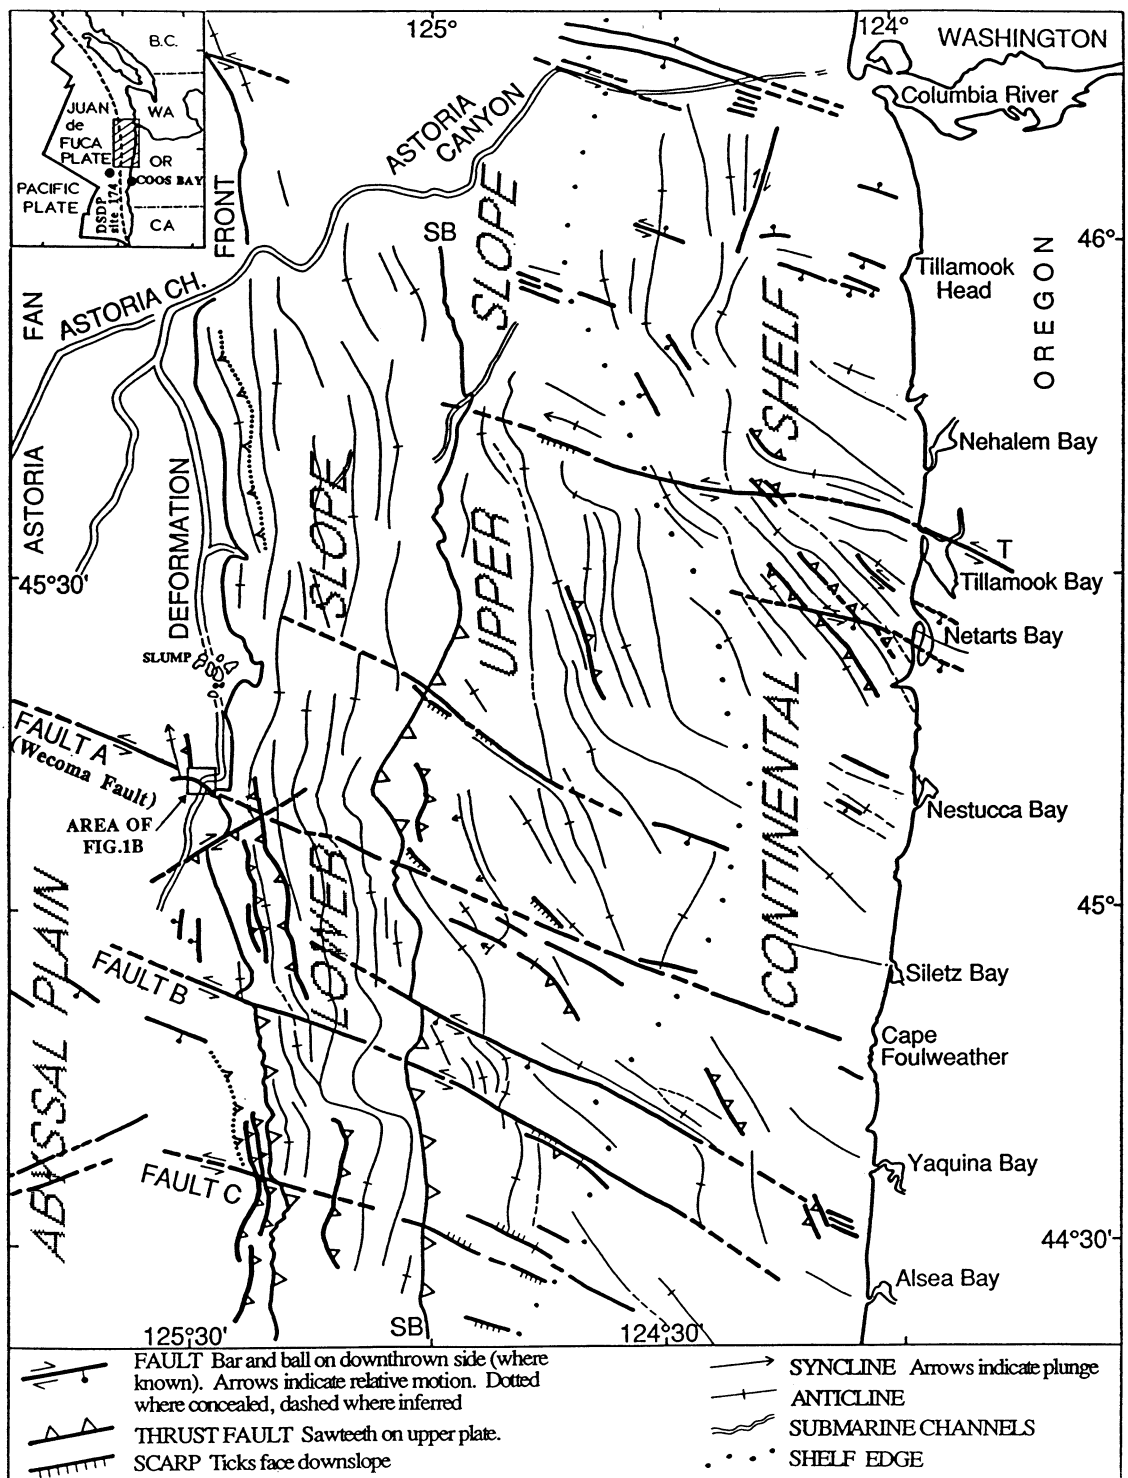 125°
124°
WASHINGTON
Columbia River
B.C.
JUAN
de
FUCA
PLATE
WA
OR
COOS BAY
PACIFIC
PLATE
DSDP
site 174
CA
ASTORIA
CANYON
FRONT
SB
SLOPE
46°
Tillamook
Head
OREGON
ASTORIA CH.
FAN
SHELF
Nehalem Bay
ASTORIA
DEFORMATION
SLOPE
UPPER
T
Tillamook Bay
45°30'
Netarts Bay
SLUMP
FAULT A
(Wecoma Fault)
AREA OF
FIG.1B
CONTINENTAL
Nestucca Bay
LOWER
45°
Siletz Bay
FAULT B
ABYSSAL PLAIN
Cape
Foulweather
FAULT C
Yaquina Bay
44°30'
Alsea Bay
SB
125°30'
124°30'
FAULT Bar and ball on downthrown side (where
known). Arrows indicate relative motion. Dotted
where concealed, dashed where inferred
THRUST FAULT Sawteeth on upper plate.
SCARP Ticks face downslope
SYNCLINE Arrows indicate plunge
ANTICLINE
SUBMARINE CHANNELS
SHELF EDGE